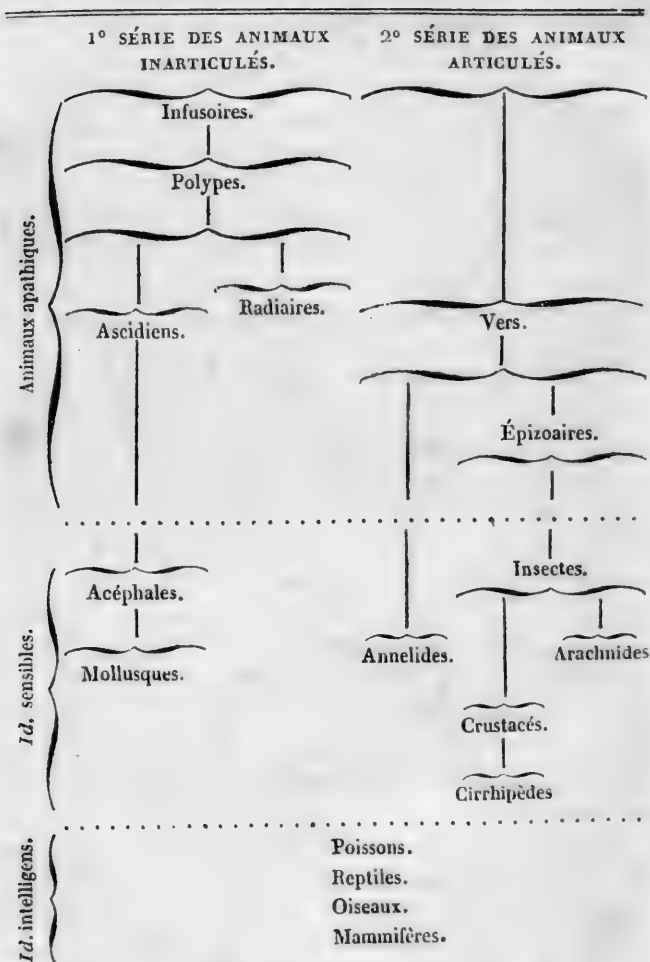 1° SÉRIE DES ANIMAUX INARTICULÉS.
2° SÉRIE DES ANIMAUX ARTICULÉS.
Animaux apathiques.
Infusoires.
Polypes.
Ascidiens.
Radiaires.
Vers.
Épizoaires.
Id. sensibles.
Acéphales.
Mollusques.
Insectes.
Annelides.
Arachnides
Crustacés.
Cirrhipèdes
Id. intelligens.
Poissons.
Reptiles.
Oiseaux.
Mammifères.